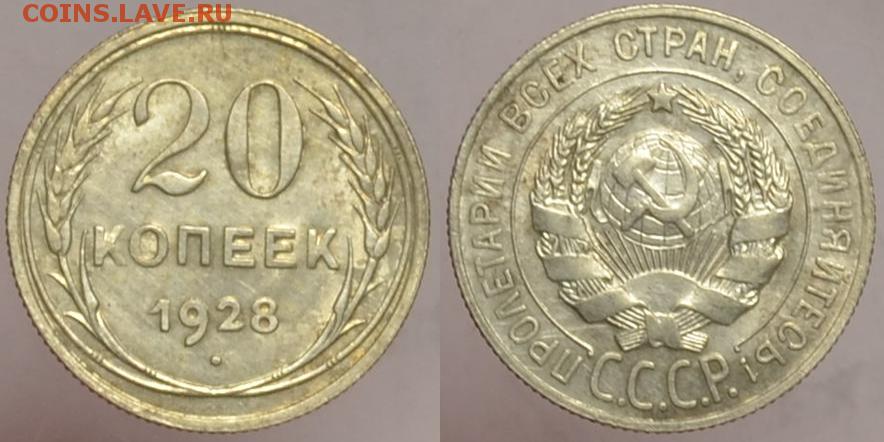 COINS.LAVE.RU
20
КОПЕЕК
1928
ПРОЛЕТАРИИ ВСЕХ СТРАН, СОЕДИНЯЙТЕСЬ!
С.С.С.Р.